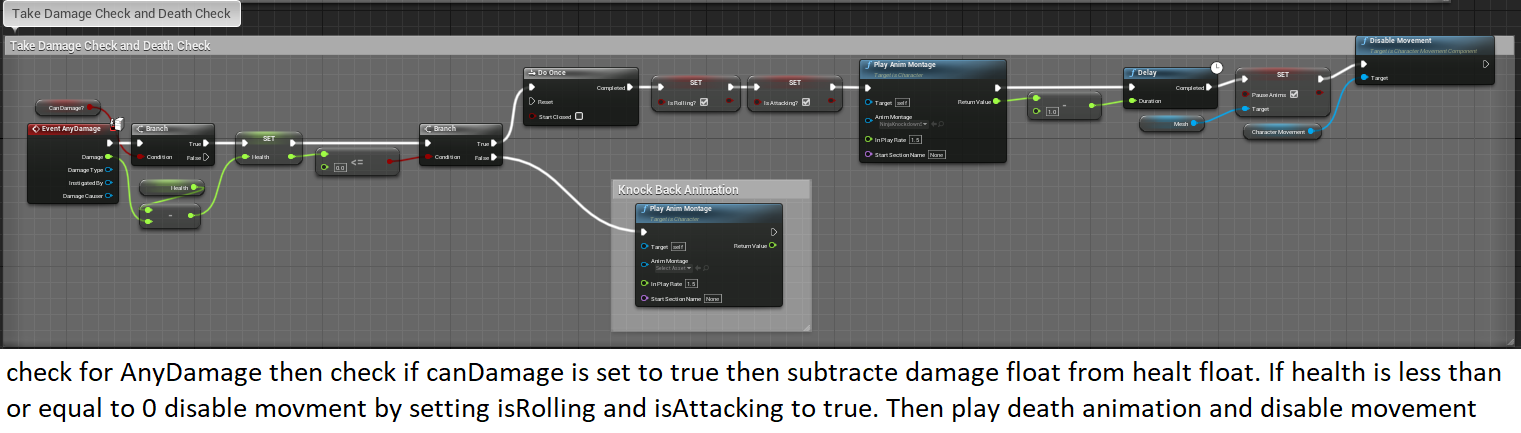 Take Damage Check and Death Check
Take Damage Check and Death Check
Disable Movement
Target is Character Movement Component
Target
Do Once
Completed
Reset
Start Closed
SET
Is Rolling?
SET
Is Attacking?
Play Anim Montage
Target is Character
Target self
Return Value
Anim Montage
In Play Rate 1.5
Start Section Name None
-
1.0
Delay
Completed
Duration
SET
Pause Anims
Target
Mesh
Character Movement
CanDamage?
Event AnyDamage
Damage
Damage Type
Instigated By
Damage Causer
Branch
True
Condition
False
Health
-
SET
Health
<=
0.0
Branch
True
Condition
False
Knock Back Animation
Play Anim Montage
Target is Character
Target self
Return Value
Anim Montage
Select Asset
In Play Rate 1.5
Start Section Name None
check for AnyDamage then check if canDamage is set to true then subtracte damage float from healt float. If health is less than
or equal to 0 disable movment by setting isRolling and isAttacking to true. Then play death animation and disable movement